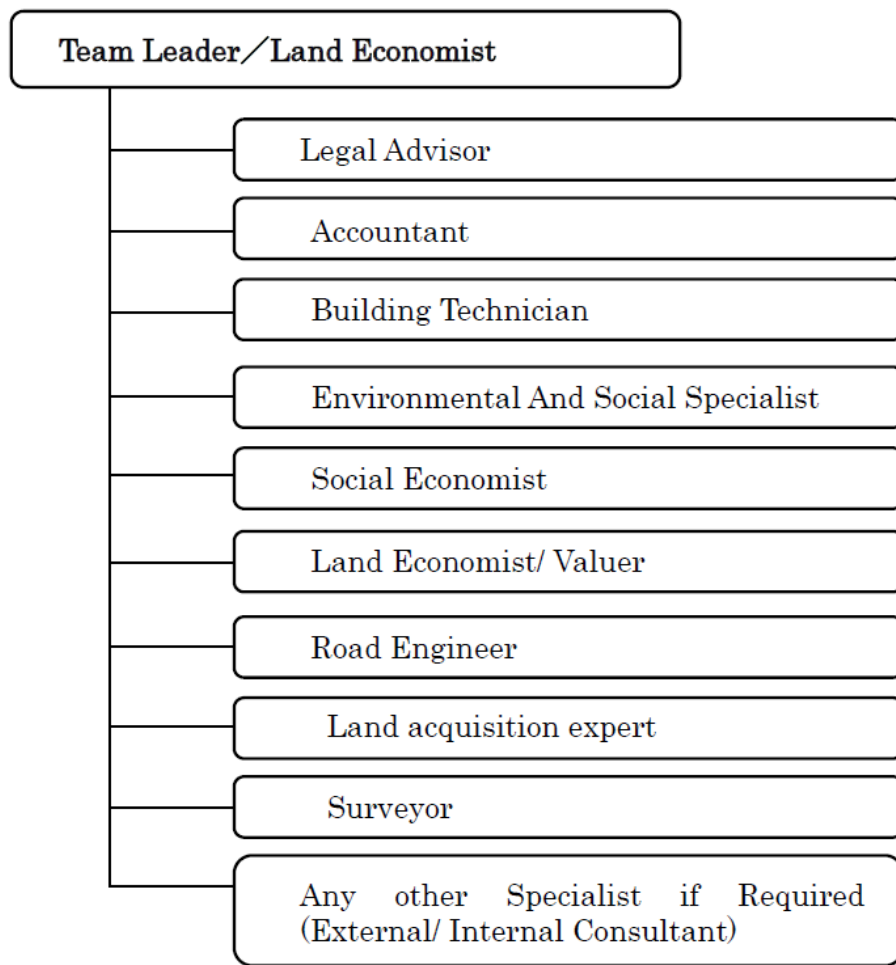 Team Leader／Land Economist
Legal Advisor
Accountant
Building Technician
Environmental And Social Specialist
Social Economist
Land Economist/ Valuer
Road Engineer
Land acquisition expert
Surveyor
Any other Specialist if Required
(External/ Internal Consultant)